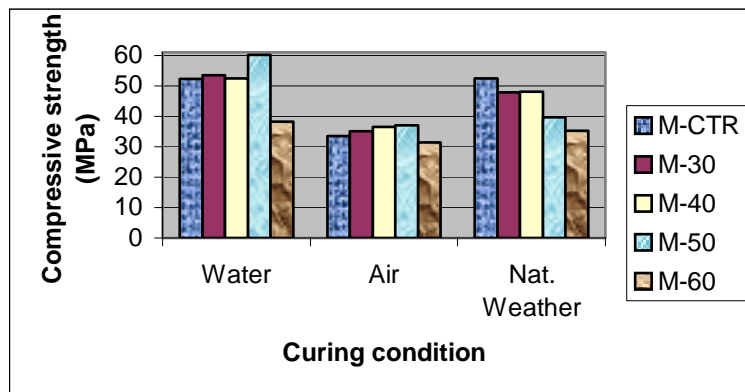 Compressive strength
(MPa)
60
50
40
30
20
10
0
Water
Air
Nat.
Weather
Curing condition
M-CTR
M-30
M-40
M-50
M-60